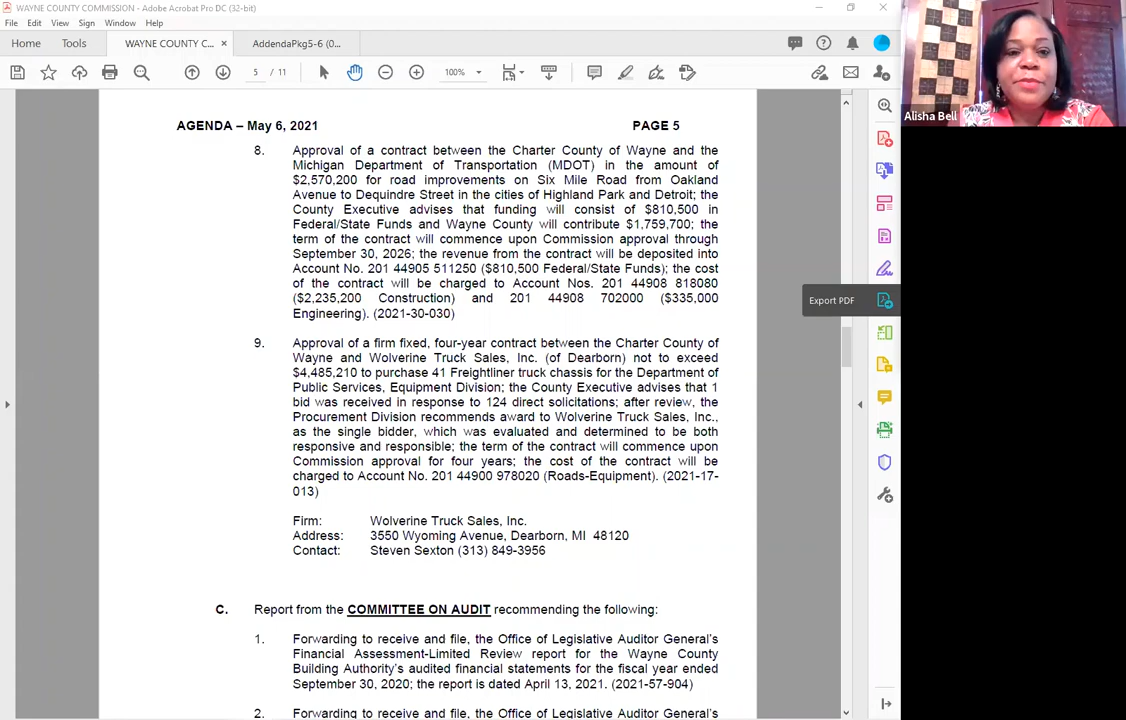 WAYNE COUNTY COMMISSION - Adobe Acrobat Pro DC (32-bit)
File Edit View Sign Window Help
Home Tools WAYNE COUNTY C... × AddendaPkg5-6 (0...
5 / 11 100%
AGENDA – May 6, 2021 PAGE 5
8. Approval of a contract between the Charter County of Wayne and the
Michigan Department of Transportation (MDOT) in the amount of
$2,570,200 for road improvements on Six Mile Road from Oakland
Avenue to Dequindre Street in the cities of Highland Park and Detroit; the
County Executive advises that funding will consist of $810,500 in
Federal/State Funds and Wayne County will contribute $1,759,700; the
term of the contract will commence upon Commission approval through
September 30, 2026; the revenue from the contract will be deposited into
Account No. 201 44905 511250 ($810,500 Federal/State Funds); the cost
of the contract will be charged to Account Nos. 201 44908 818080
($2,235,200 Construction) and 201 44908 702000 ($335,000
Engineering). (2021-30-030)
9. Approval of a firm fixed, four-year contract between the Charter County of
Wayne and Wolverine Truck Sales, Inc. (of Dearborn) not to exceed
$4,485,210 to purchase 41 Freightliner truck chassis for the Department of
Public Services, Equipment Division; the County Executive advises that 1
bid was received in response to 124 direct solicitations; after review, the
Procurement Division recommends award to Wolverine Truck Sales, Inc.,
as the single bidder, which was evaluated and determined to be both
responsive and responsible; the term of the contract will commence upon
Commission approval for four years; the cost of the contract will be
charged to Account No. 201 44900 978020 (Roads-Equipment). (2021-17-
013)
Firm: Wolverine Truck Sales, Inc.
Address: 3550 Wyoming Avenue, Dearborn, MI 48120
Contact: Steven Sexton (313) 849-3956
C. Report from the COMMITTEE ON AUDIT recommending the following:
1. Forwarding to receive and file, the Office of Legislative Auditor General's
Financial Assessment-Limited Review report for the Wayne County
Building Authority's audited financial statements for the fiscal year ended
September 30, 2020; the report is dated April 13, 2021. (2021-57-904)
2. Forwarding to receive and file, the Office of Legislative Auditor General's
Export PDF
Alisha Bell